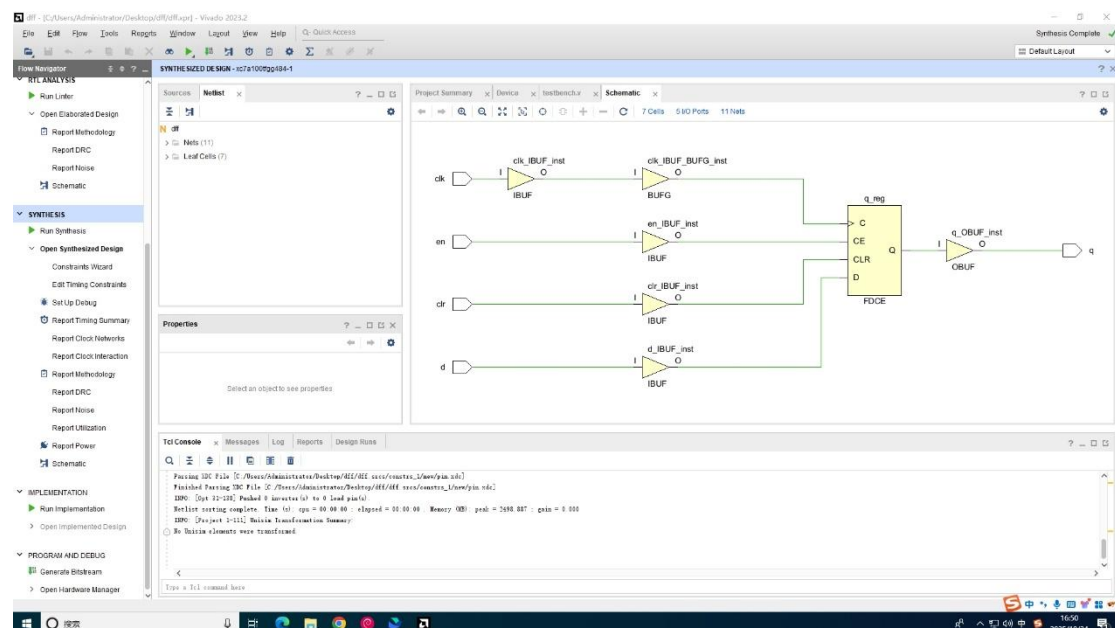 dff - [C:/Users/Administrator/Desktop/dff/dff.xpr] - Vivado 2023.2
File Edit Flow Tools Reports Window Layout View Help Q- Quick Access
Synthesis Complete
Default Layout
Flow Navigator
SYNTHESIZED DESIGN - xc7a100tfgg484-1
RTL ANALYSIS
Run Linter
Open Elaborated Design
Report Methodology
Report DRC
Report Noise
Schematic
SYNTHESIS
Run Synthesis
Open Synthesized Design
Constraints Wizard
Edit Timing Constraints
Set Up Debug
Report Timing Summary
Report Clock Networks
Report Clock Interaction
Report Methodology
Report DRC
Report Noise
Report Utilization
Report Power
Schematic
IMPLEMENTATION
Run Implementation
Open Implemented Design
PROGRAM AND DEBUG
Generate Bitstream
Open Hardware Manager
Sources Netlist
N dff
Nets (11)
Leaf Cells (7)
Properties
Select an object to see properties
Project Summary Device testbench.v Schematic
7 Cells 5 I/O Ports 11 Nets
clk_IBUF_inst clk_IBUF_BUFG_inst
clk I O I O
IBUF BUFG
q_reg
en_IBUF_inst
en I O
IBUF
C
CE
CLR
D
Q
FDCE
q_OBUF_inst
I O
OBUF
q
clr_IBUF_inst
clr I O
IBUF
d_IBUF_inst
d I O
IBUF
Tcl Console Messages Log Reports Design Runs
Parsing XDC File [C:/Users/Administrator/Desktop/dff/dff.srcs/constrs_1/new/pin.xdc]
Finished Parsing XDC File [C:/Users/Administrator/Desktop/dff/dff.srcs/constrs_1/new/pin.xdc]
INFO: [Opt 31-138] Pushed 0 inverter(s) to 0 load pin(s).
Netlist sorting complete. Time (s): cpu = 00:00:00 ; elapsed = 00:00:00 . Memory (MB): peak = 2498.887 ; gain = 0.000
INFO: [Project 1-111] Unisim Transformation Summary:
No Unisim elements were transformed.
Type a Tcl command here
搜索
中
16:50